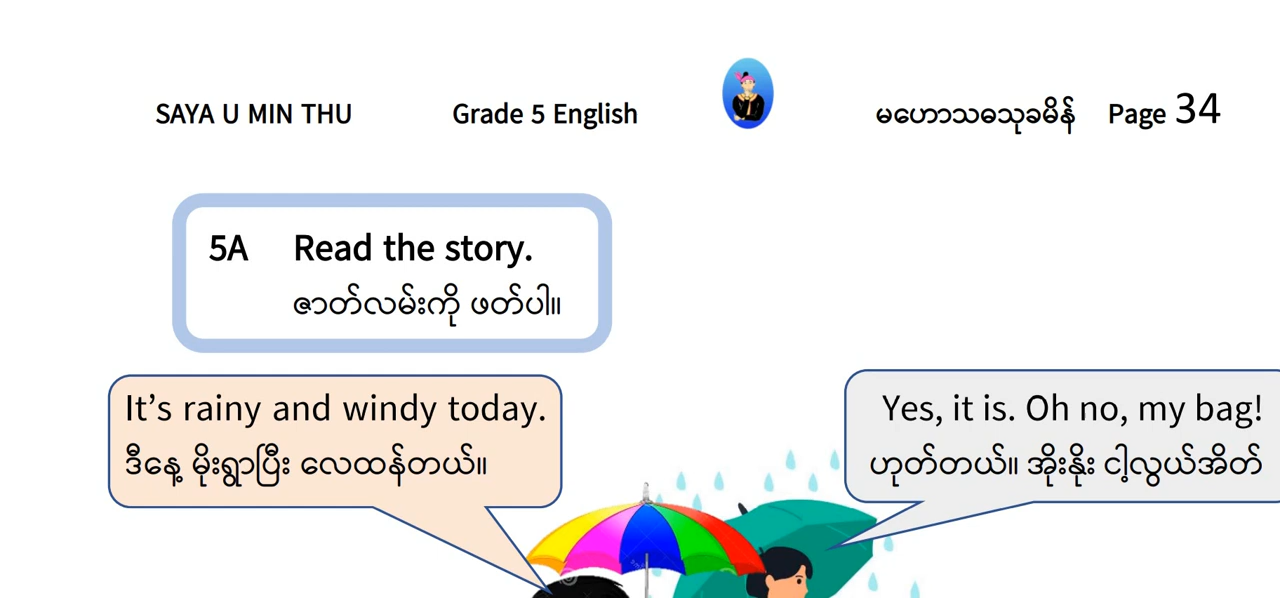 SAYA U MIN THU Grade 5 English မဟောသဓသုခမိန် Page 34
5A Read the story.
ဇာတ်လမ်းကို ဖတ်ပါ။
It’s rainy and windy today.
ဒီနေ့ မိုးရွာပြီး လေထန်တယ်။
Yes, it is. Oh no, my bag!
ဟုတ်တယ်။ အိုးနိုး ငါ့လွယ်အိတ်